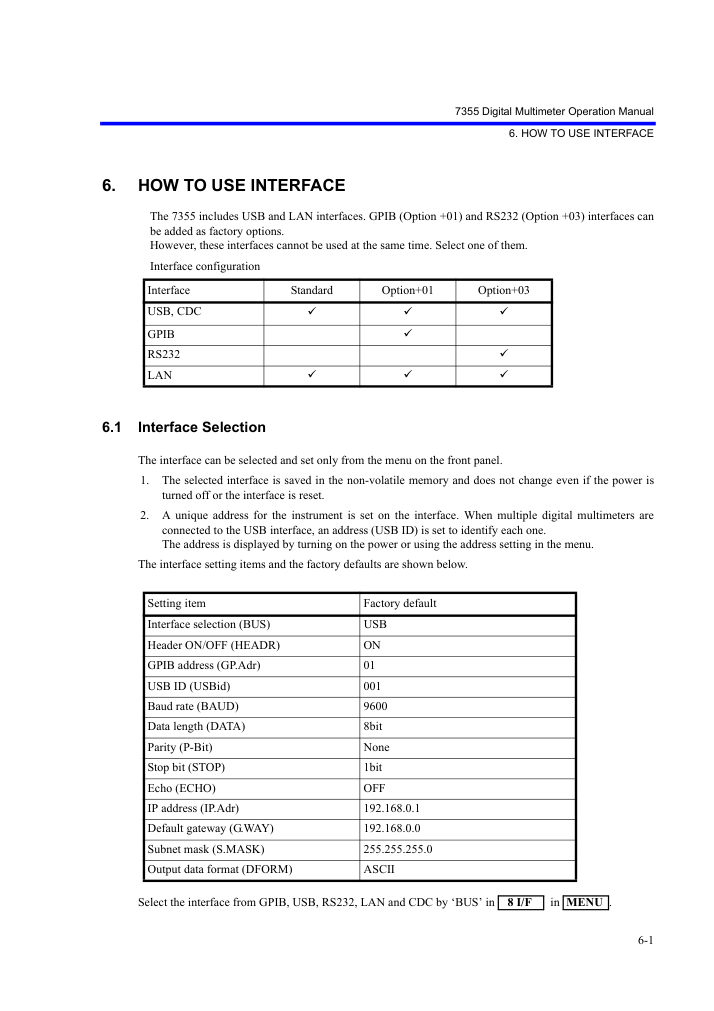 7355 Digital Multimeter Operation Manual
6. HOW TO USE INTERFACE
6. HOW TO USE INTERFACE
The 7355 includes USB and LAN interfaces. GPIB (Option +01) and RS232 (Option +03) interfaces can
be added as factory options.
However, these interfaces cannot be used at the same time. Select one of them.
Interface configuration
Interface Standard Option+01 Option+03
USB, CDC ✓ ✓ ✓
GPIB ✓
RS232 ✓
LAN ✓ ✓ ✓
6.1 Interface Selection
The interface can be selected and set only from the menu on the front panel.
1. The selected interface is saved in the non-volatile memory and does not change even if the power is
turned off or the interface is reset.
2. A unique address for the instrument is set on the interface. When multiple digital multimeters are
connected to the USB interface, an address (USB ID) is set to identify each one.
The address is displayed by turning on the power or using the address setting in the menu.
The interface setting items and the factory defaults are shown below.
Setting item Factory default
Interface selection (BUS) USB
Header ON/OFF (HEADR) ON
GPIB address (GP.Adr) 01
USB ID (USBid) 001
Baud rate (BAUD) 9600
Data length (DATA) 8bit
Parity (P-Bit) None
Stop bit (STOP) 1bit
Echo (ECHO) OFF
IP address (IP.Adr) 192.168.0.1
Default gateway (G.WAY) 192.168.0.0
Subnet mask (S.MASK) 255.255.255.0
Output data format (DFORM) ASCII
Select the interface from GPIB, USB, RS232, LAN and CDC by ‘BUS’ in 8 I/F in MENU .
6-1